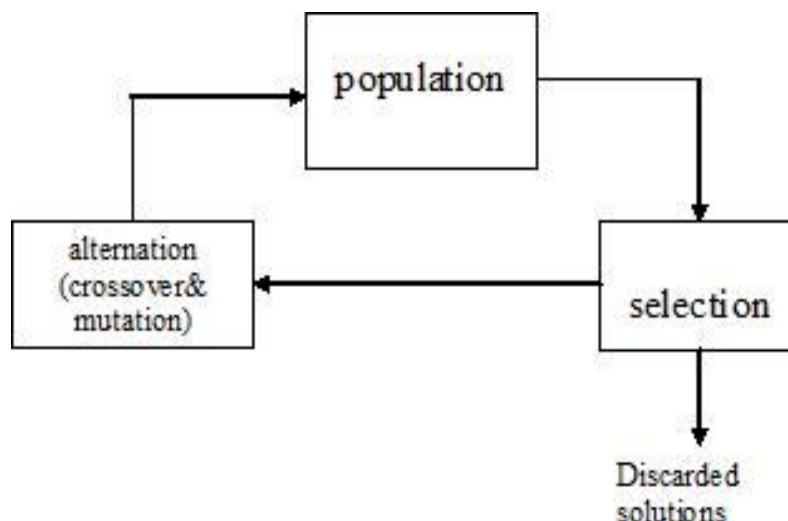 population
alternation
(crossover&
mutation)
selection
Discarded
solutions